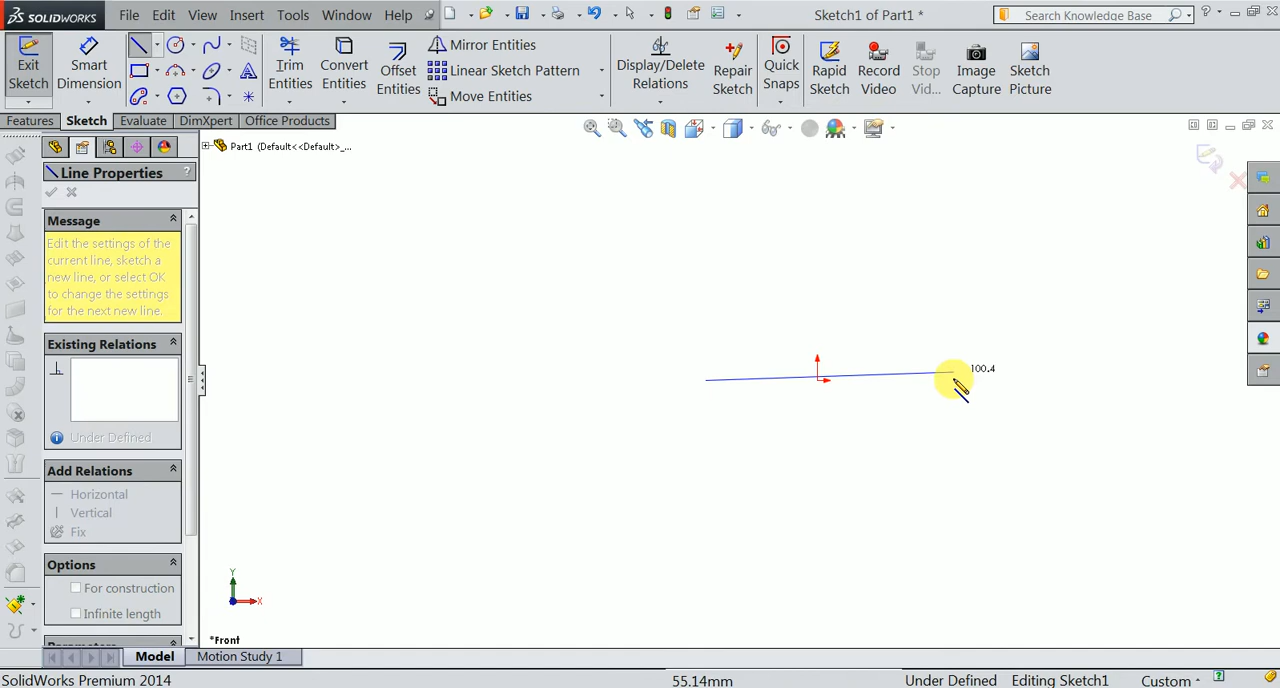 SOLIDWORKS File Edit View Insert Tools Window Help Sketch1 of Part1 * Search Knowledge Base ?
Exit Sketch
Smart Dimension
Trim Entities
Convert Entities
Offset Entities
Mirror Entities
Linear Sketch Pattern
Move Entities
Display/Delete Relations
Repair Sketch
Quick Snaps
Rapid Sketch
Record Video
Stop Vid...
Image Capture
Sketch Picture
Features Sketch Evaluate DimXpert Office Products
Part1 (Default<<Default>_...
Line Properties ?
Message
Edit the settings of the
current line, sketch a
new line, or select OK
to change the settings
for the next new line.
Existing Relations
Under Defined
Add Relations
Horizontal
Vertical
Fix
Options
For construction
Infinite length
100.4
Y
X
*Front
Model Motion Study 1
SolidWorks Premium 2014 55.14mm Under Defined Editing Sketch1 Custom ?